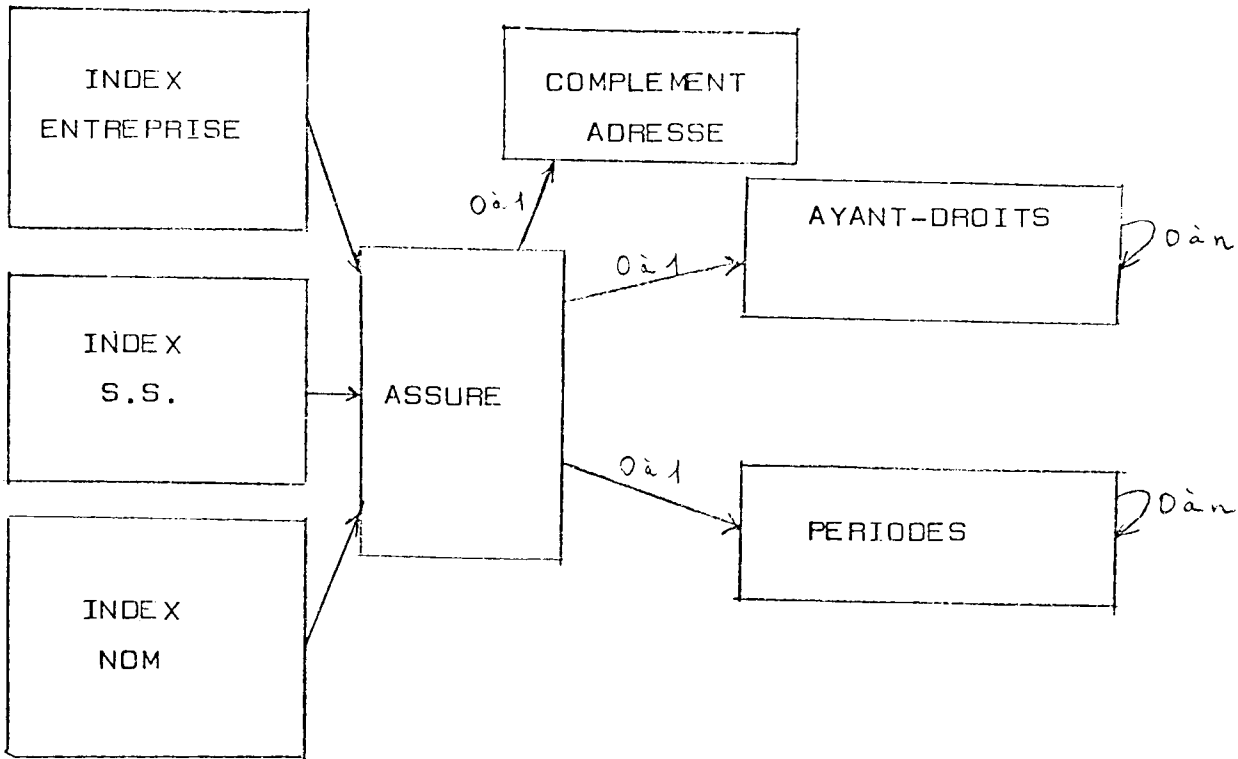 INDEX
ENTREPRISE
COMPLEMENT
ADRESSE
0 à 1
AYANT-DROITS
0 à n
0 à 1
INDEX
S.S.
ASSURE
0 à 1
PERIODES
0 à n
INDEX
NOM